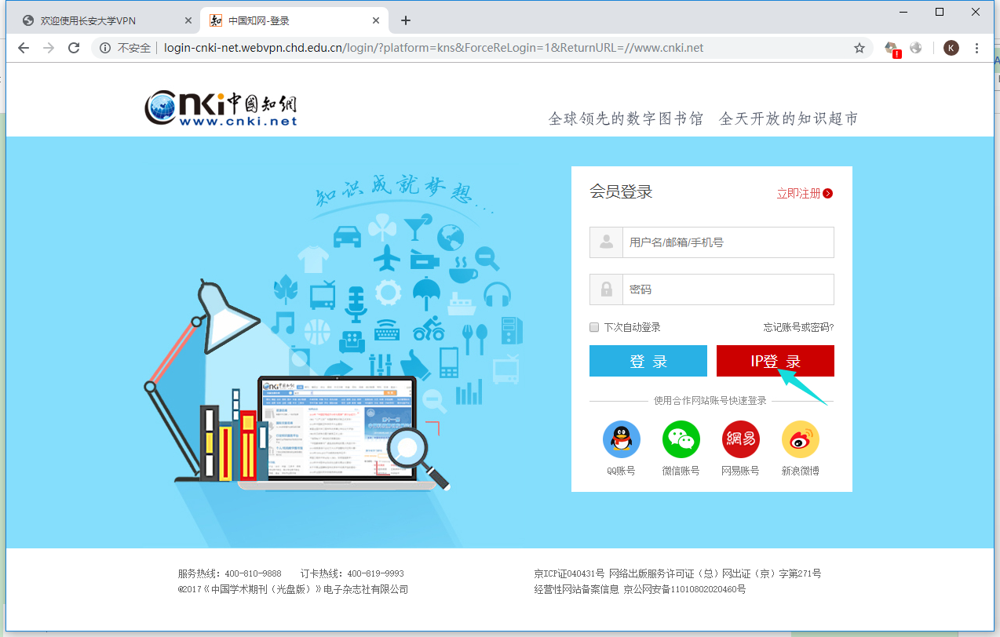 欢迎使用长安大学VPN
中国知网-登录
不安全 | login-cnki-net.webvpn.chd.edu.cn/login/?platform=kns&ForceReLogin=1&ReturnURL=//www.cnki.net
K
cnki中國知網
www.cnki.net
全球领先的数字图书馆 全天开放的知识超市
知识成就梦想...
会员登录
立即注册
用户名/邮箱/手机号
密码
下次自动登录 忘记账号或密码?
登 录 IP登 录
使用合作网站账号快速登录
網易
QQ账号 微信账号 网易账号 新浪微博
服务热线：400-810-9888 订卡热线：400-819-9993
©2017《中国学术期刊（光盘版）》电子杂志社有限公司
京ICP证040431号 网络出版服务许可证（总）网出证（京）字第271号
经营性网站备案信息 京公网安备11010802020460号